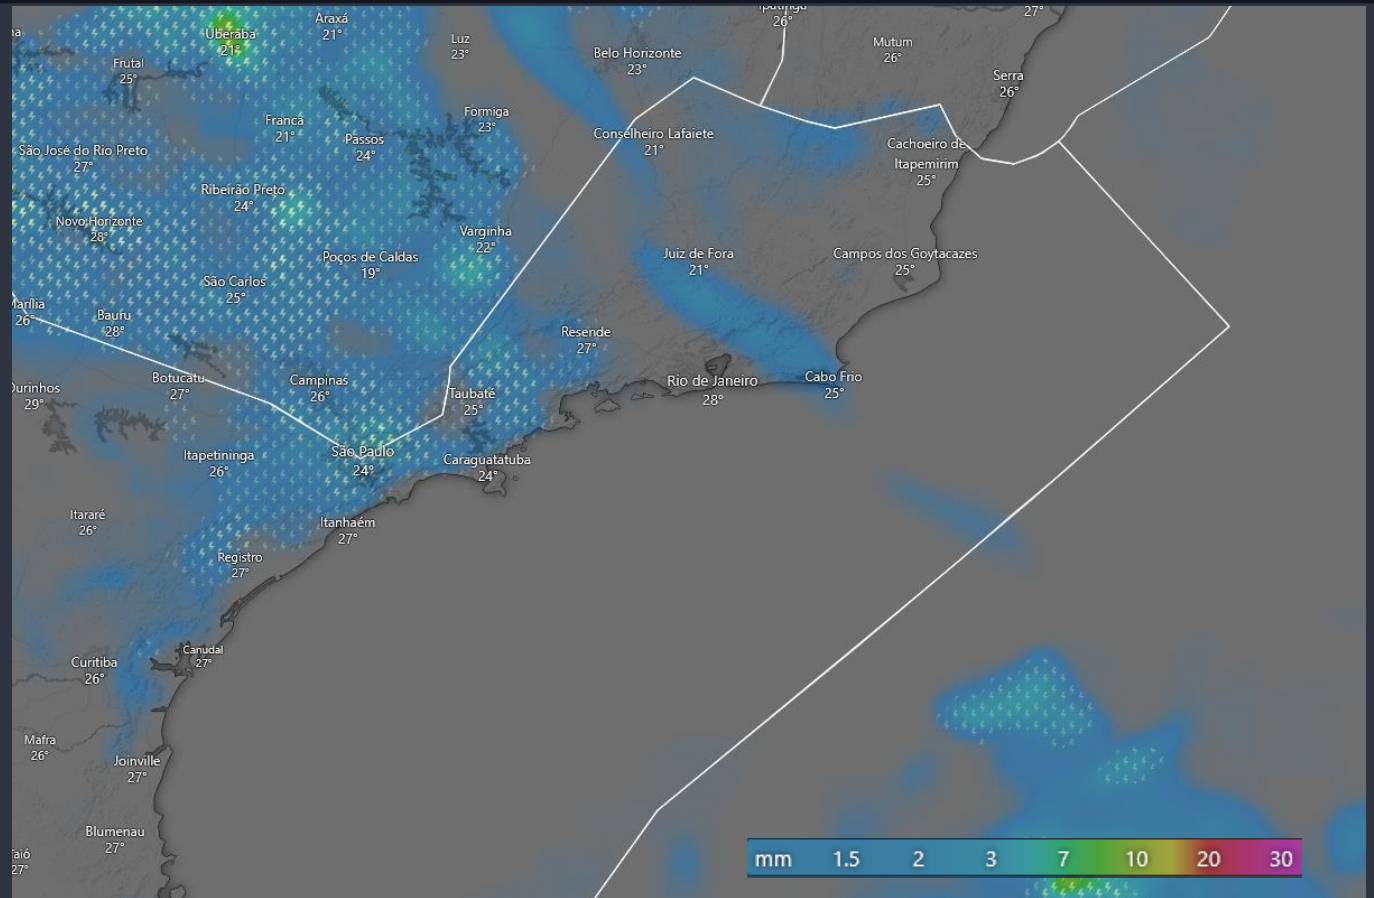 Ipatinga
26°
27°
Araxá
21°
Uberaba
21°
Luz
23°
Belo Horizonte
23°
Mutum
26°
Frutal
25°
Serra
26°
Formiga
23°
Franca
21°
Passos
24°
Conselheiro Lafaiete
21°
Cachoeiro de
Itapemirim
25°
São José do Rio Preto
27°
Ribeirão Preto
24°
Novo Horizonte
28°
Varginha
22°
Poços de Caldas
19°
Juiz de Fora
21°
Campos dos Goytacazes
25°
São Carlos
25°
Marília
26°
Bauru
28°
Resende
27°
Botucatu
27°
Campinas
26°
Ourinhos
29°
Taubaté
25°
Rio de Janeiro
28°
Cabo Frio
25°
Itapetininga
26°
São Paulo
24°
Caraguatatuba
24°
Itararé
26°
Itanhaém
27°
Registro
27°
Canudal
27°
Curitiba
26°
Mafra
26°
Joinville
27°
Blumenau
27°
Taió
27°
mm 1.5 2 3 7 10 20 30